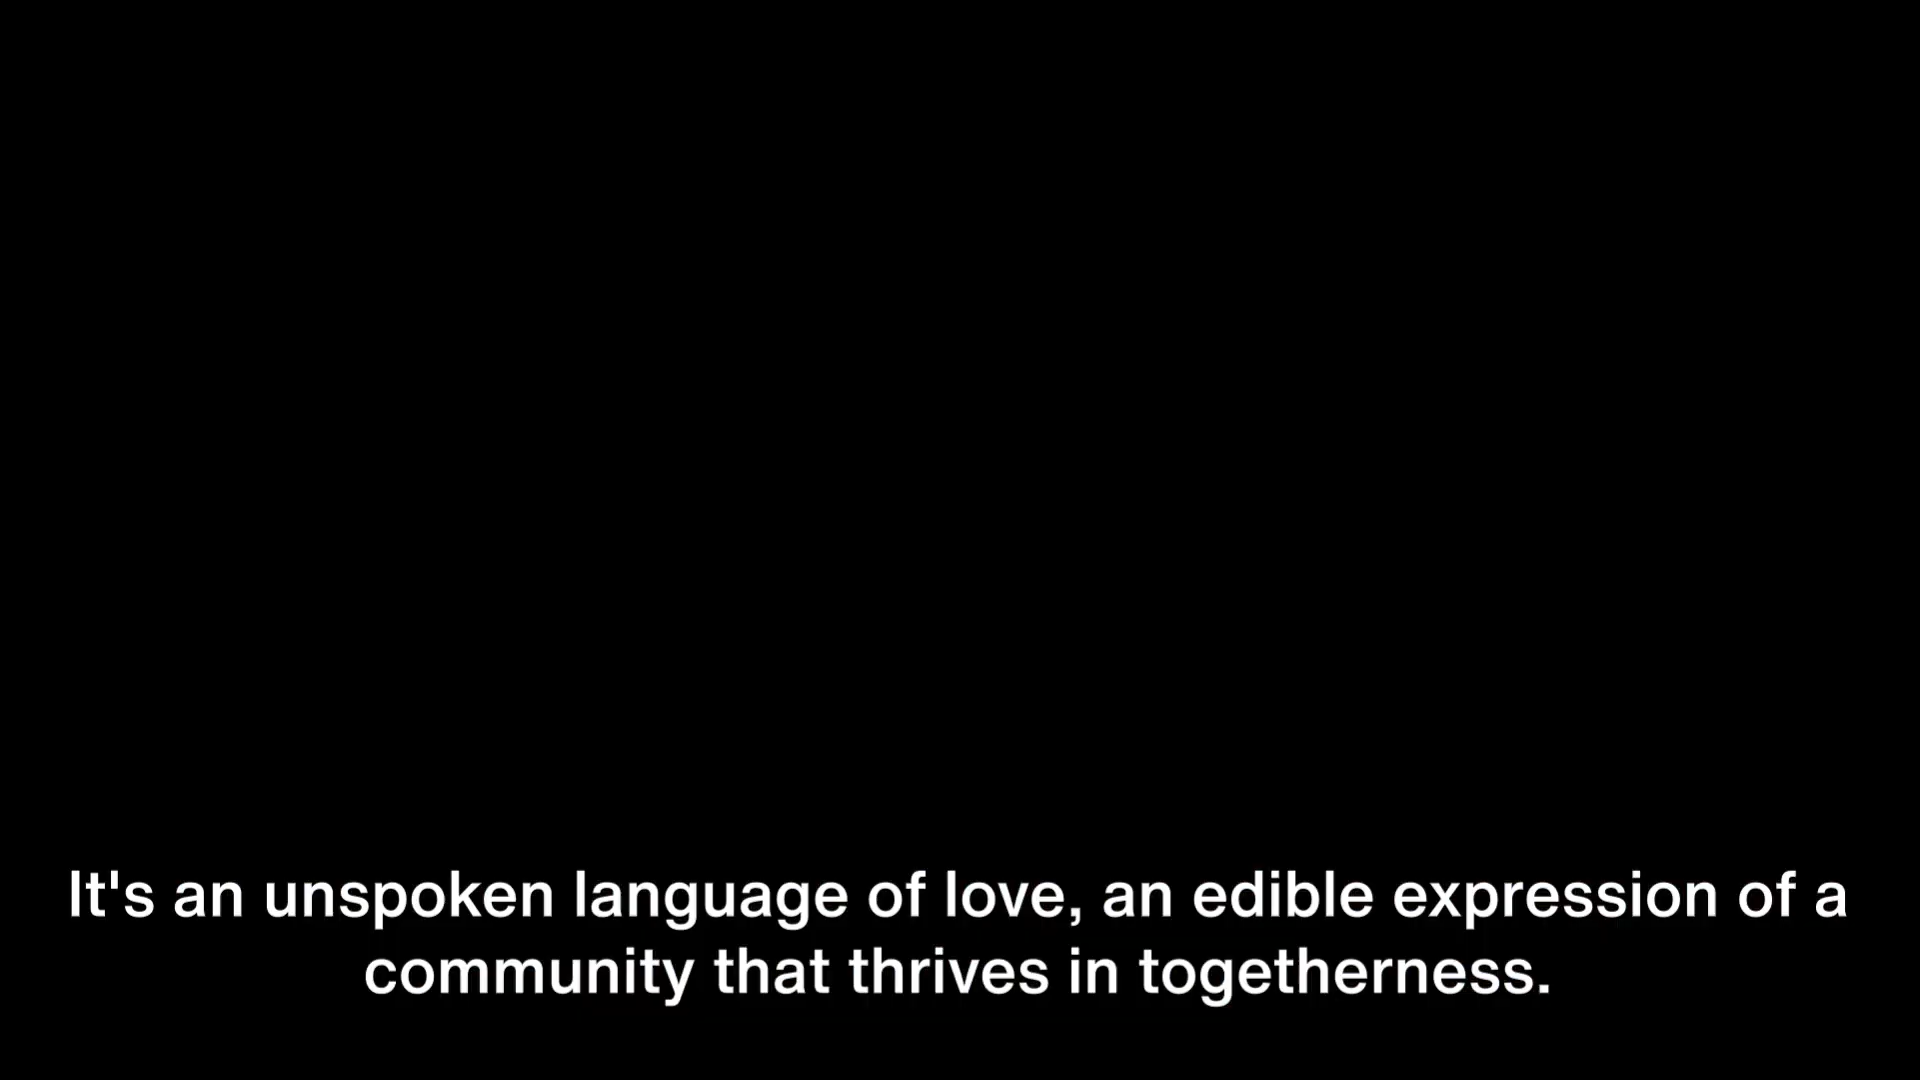 It's an unspoken language of love, an edible expression of a
community that thrives in togetherness.